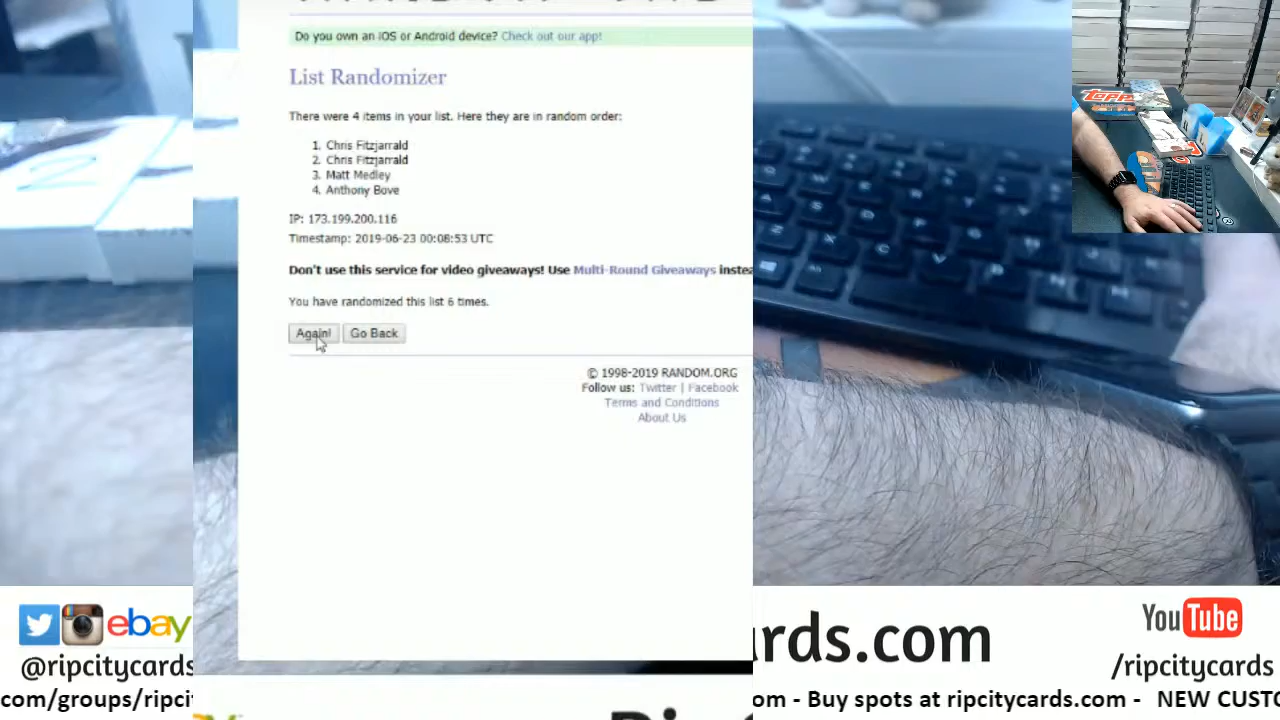 Do you own an iOS or Android device? Check out our app!
List Randomizer
There were 4 items in your list. Here they are in random order:
1. Chris Fitzjarrald
2. Chris Fitzjarrald
3. Matt Medley
4. Anthony Bove
IP: 173.199.200.116
Timestamp: 2019-06-23 00:08:53 UTC
Don't use this service for video giveaways! Use Multi-Round Giveaways
You have randomized this list 6 times.
Again! Go Back
© 1998-2019 RANDOM.ORG
Follow us: Twitter | Facebook
Terms and Conditions
About Us
Topps
ebay
rds.com
YouTube
@ripcitycards
/ripcitycards
com/groups/ripci
om - Buy spots at ripcitycards.com - NEW CUSTO